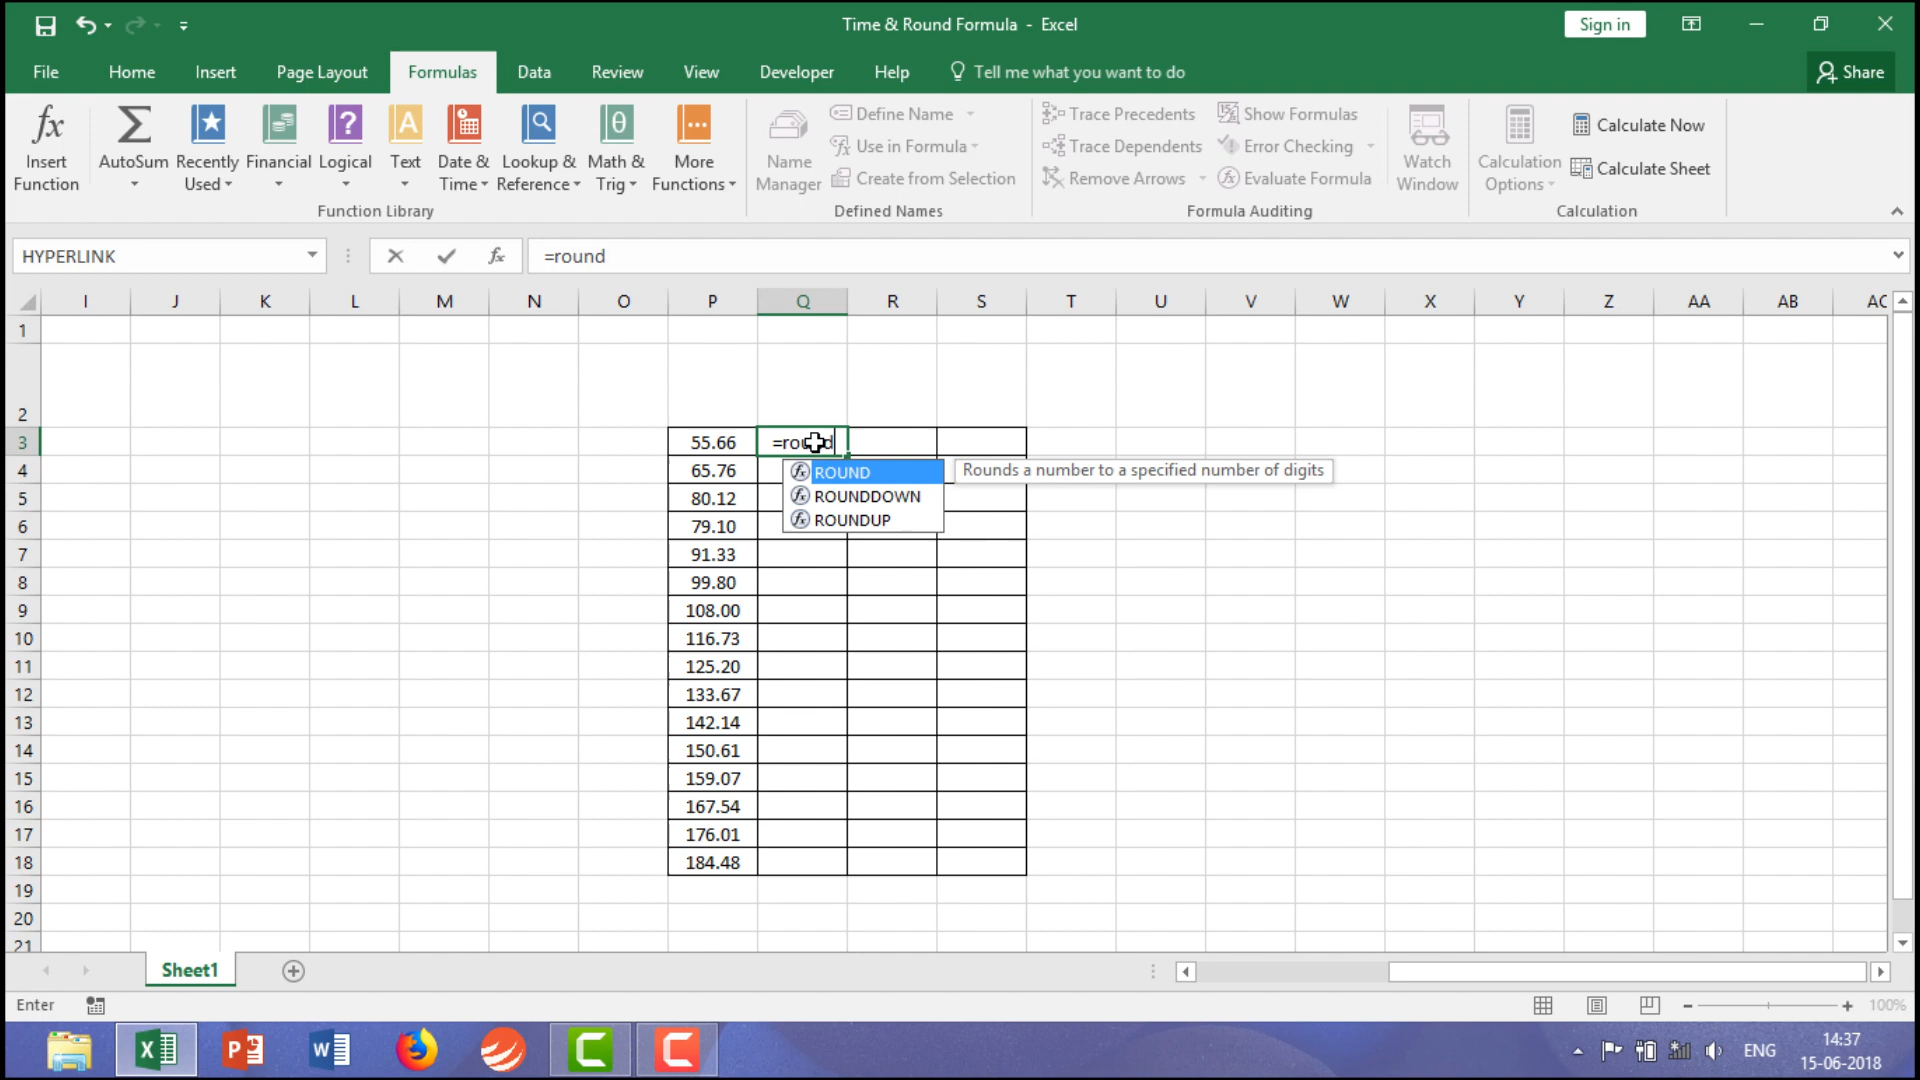 Time & Round Formula - Excel
Sign in
File Home Insert Page Layout Formulas Data Review View Developer Help Tell me what you want to do Share
Insert Function
AutoSum
Recently Used
Financial
Logical
Text
Date & Time
Lookup & Reference
Math & Trig
More Functions
Function Library
Name Manager
Define Name
Use in Formula
Create from Selection
Defined Names
Trace Precedents
Trace Dependents
Remove Arrows
Show Formulas
Error Checking
Evaluate Formula
Formula Auditing
Watch Window
Calculation Options
Calculate Now
Calculate Sheet
Calculation
HYPERLINK fx =round
I J K L M N O P Q R S T U V W X Y Z AA AB AC
1
2
3 55.66 =round
4 65.76 ROUND Rounds a number to a specified number of digits
5 80.12 ROUNDDOWN
6 79.10 ROUNDUP
7 91.33
8 99.80
9 108.00
10 116.73
11 125.20
12 133.67
13 142.14
14 150.61
15 159.07
16 167.54
17 176.01
18 184.48
19
20
21
Sheet1
Enter 100%
14:37
ENG
15-06-2018